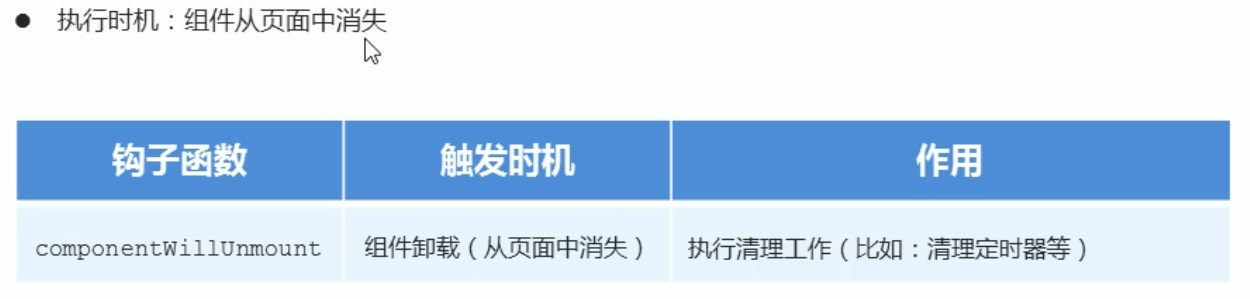 ● 执行时机：组件从页面中消失
钩子函数 触发时机 作用
componentWillUnmount 组件卸载（从页面中消失） 执行清理工作（比如：清理定时器等）